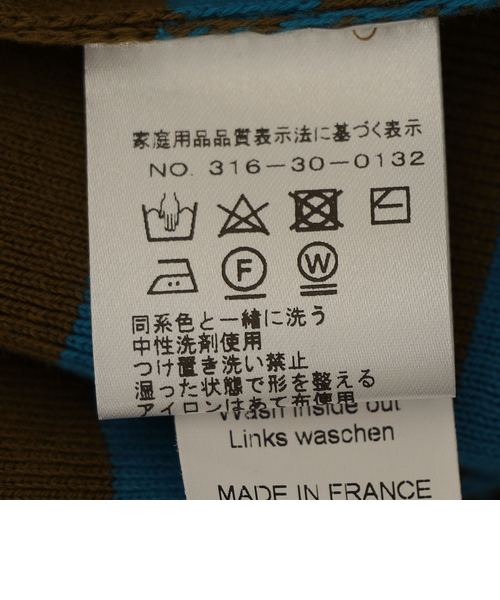 家庭用品品質表示法に基づく表示
NO. 316-30-0132
F W
同系色と一緒に洗う
中性洗剤使用
つけ置き洗い禁止
湿った状態で形を整える
アイロンはあて布使用
Wash inside out
Links waschen
MADE IN FRANCE